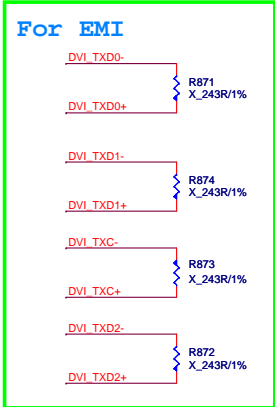 For EMI
DVI_TXD0-
R871
X_243R/1%
DVI_TXD0+
DVI_TXD1-
R874
X_243R/1%
DVI_TXD1+
DVI_TXC-
R873
X_243R/1%
DVI_TXC+
DVI_TXD2-
R872
X_243R/1%
DVI_TXD2+